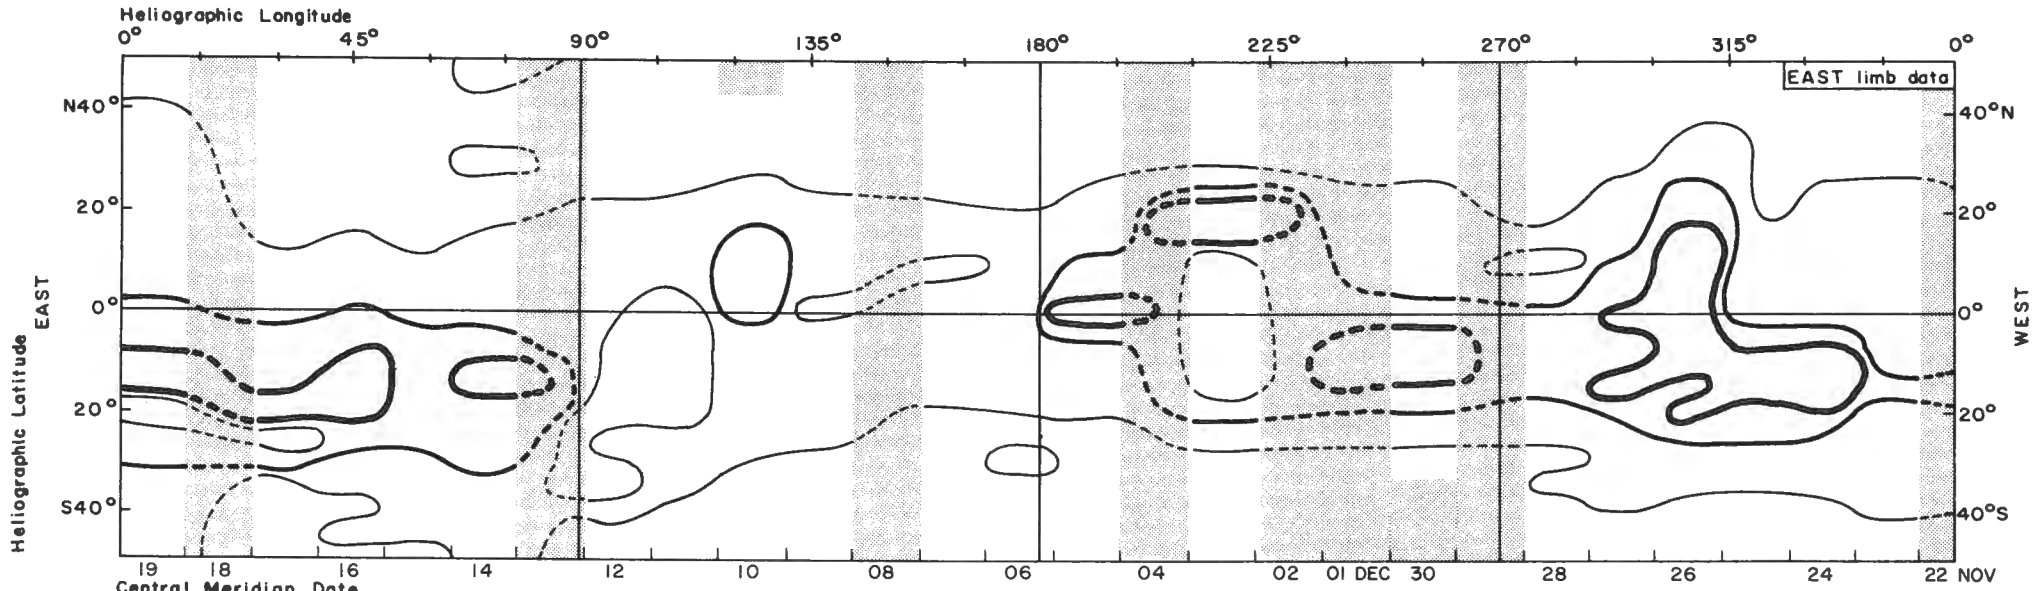 Heliographic Longitude
0° 45° 90° 135° 180° 225° 270° 315° 0°
EAST limb data
N40° 40°N
20° 20°
0° 0°
EAST WEST
20° 20°
S40° 40°S
Heliographic Latitude
19 18 16 14 12 10 08 06 04 02 01 DEC 30 28 26 24 22 NOV
Central Meridian Date